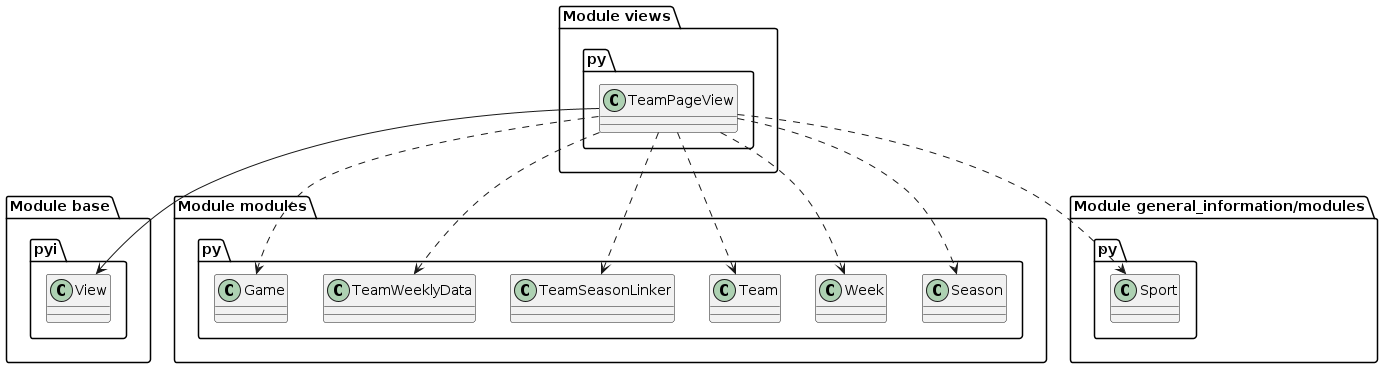 Module views
py
C TeamPageView
Module base
Module modules
Module general_information/modules
pyi
py
py
C View
C Game
C TeamWeeklyData
C TeamSeasonLinker
C Team
C Week
C Season
C Sport